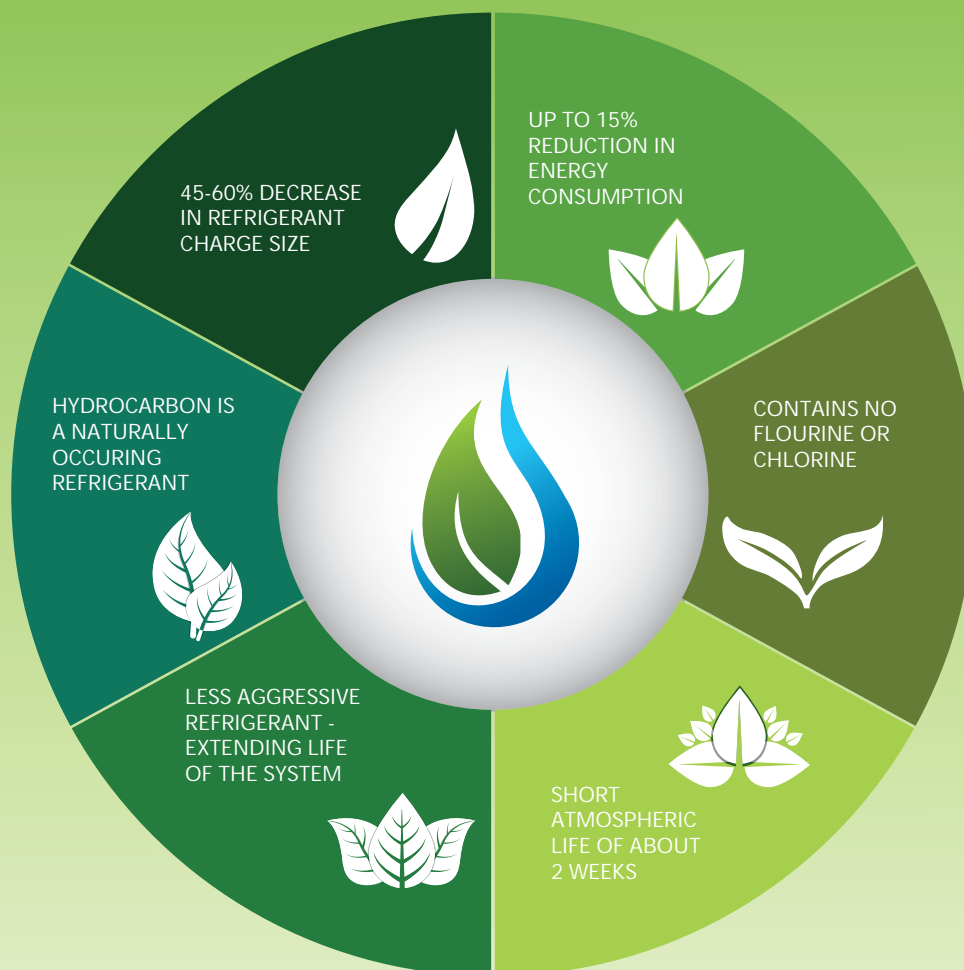 UP TO 15%
REDUCTION IN
ENERGY
CONSUMPTION
45-60% DECREASE
IN REFRIGERANT
CHARGE SIZE
HYDROCARBON IS
A NATURALLY
OCCURING
REFRIGERANT
CONTAINS NO
FLOURINE OR
CHLORINE
LESS AGGRESSIVE
REFRIGERANT -
EXTENDING LIFE
OF THE SYSTEM
SHORT
ATMOSPHERIC
LIFE OF ABOUT
2 WEEKS